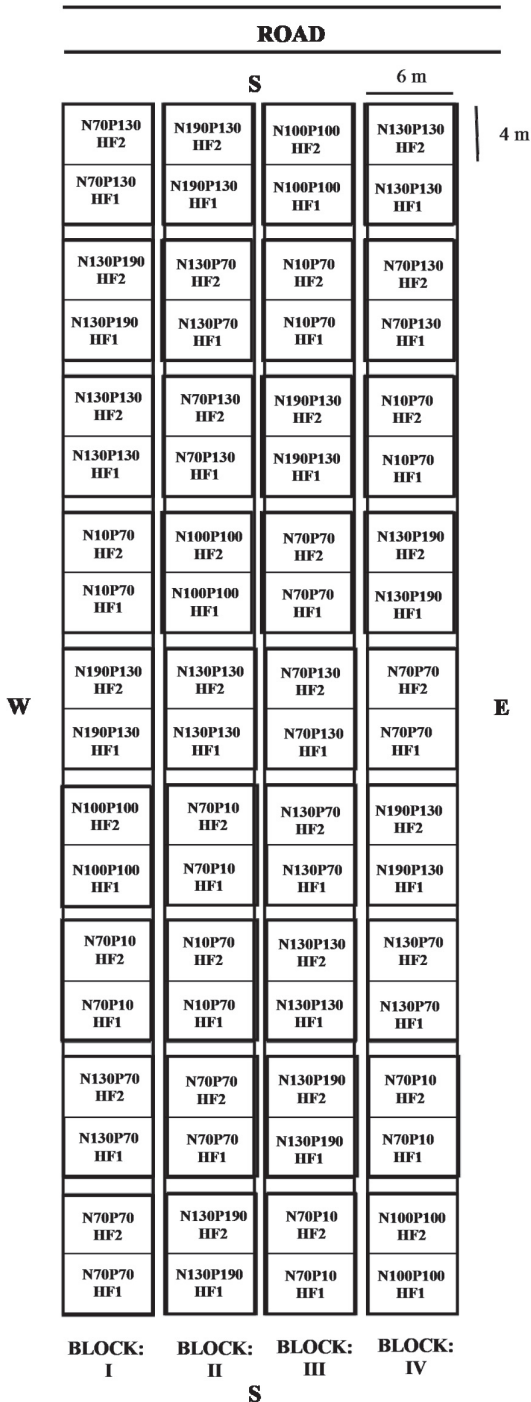 ROAD
S
6 m
4 m
N70P130 N190P130 N100P100 N130P130
HF2 HF2 HF2 HF2
N70P130 N190P130 N100P100 N130P130
HF1 HF1 HF1 HF1
N130P190 N130P70 N10P70 N70P130
HF2 HF2 HF2 HF2
N130P190 N130P70 N10P70 N70P130
HF1 HF1 HF1 HF1
N130P130 N70P130 N190P130 N10P70
HF2 HF2 HF2 HF2
N130P130 N70P130 N190P130 N10P70
HF1 HF1 HF1 HF1
N10P70 N100P100 N70P70 N130P190
HF2 HF2 HF2 HF2
N10P70 N100P100 N70P70 N130P190
HF1 HF1 HF1 HF1
N190P130 N130P130 N70P130 N70P70
HF2 HF2 HF2 HF2
W E
N190P130 N130P130 N70P130 N70P70
HF1 HF1 HF1 HF1
N100P100 N70P10 N130P70 N190P130
HF2 HF2 HF2 HF2
N100P100 N70P10 N130P70 N190P130
HF1 HF1 HF1 HF1
N70P10 N10P70 N130P130 N130P70
HF2 HF2 HF2 HF2
N70P10 N10P70 N130P130 N130P70
HF1 HF1 HF1 HF1
N130P70 N70P70 N130P190 N70P10
HF2 HF2 HF2 HF2
N130P70 N70P70 N130P190 N70P10
HF1 HF1 HF1 HF1
N70P70 N130P190 N70P10 N100P100
HF2 HF2 HF2 HF2
N70P70 N130P190 N70P10 N100P100
HF1 HF1 HF1 HF1
BLOCK: BLOCK: BLOCK: BLOCK:
I II III IV
S